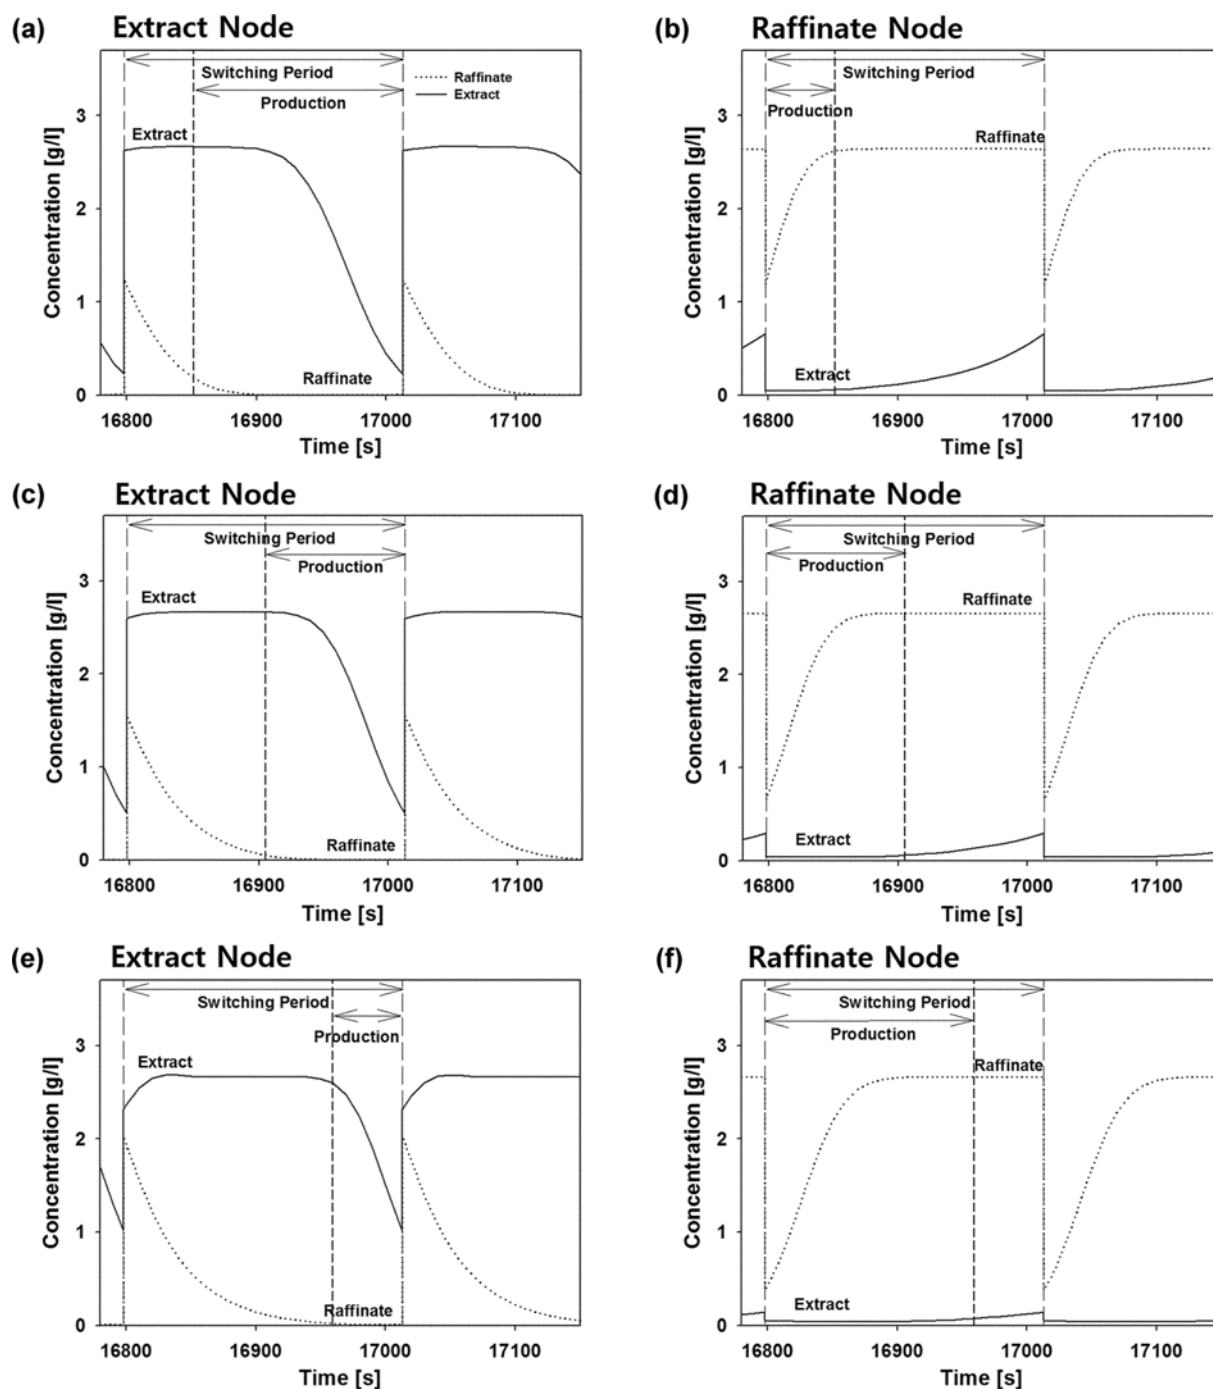 (a) Extract Node
Switching Period
Production
Raffinate
Extract
Extract
Raffinate
Concentration [g/l]
3
2
1
0
16800 16900 17000 17100
Time [s]
(b) Raffinate Node
Switching Period
Production
Raffinate
Extract
Concentration [g/l]
3
2
1
0
16800 16900 17000 17100
Time [s]
(c) Extract Node
Switching Period
Production
Extract
Raffinate
Concentration [g/l]
3
2
1
0
16800 16900 17000 17100
Time [s]
(d) Raffinate Node
Switching Period
Production
Raffinate
Extract
Concentration [g/l]
3
2
1
0
16800 16900 17000 17100
Time [s]
(e) Extract Node
Switching Period
Production
Extract
Raffinate
Concentration [g/l]
3
2
1
0
16800 16900 17000 17100
Time [s]
(f) Raffinate Node
Switching Period
Production
Raffinate
Extract
Concentration [g/l]
3
2
1
0
16800 16900 17000 17100
Time [s]